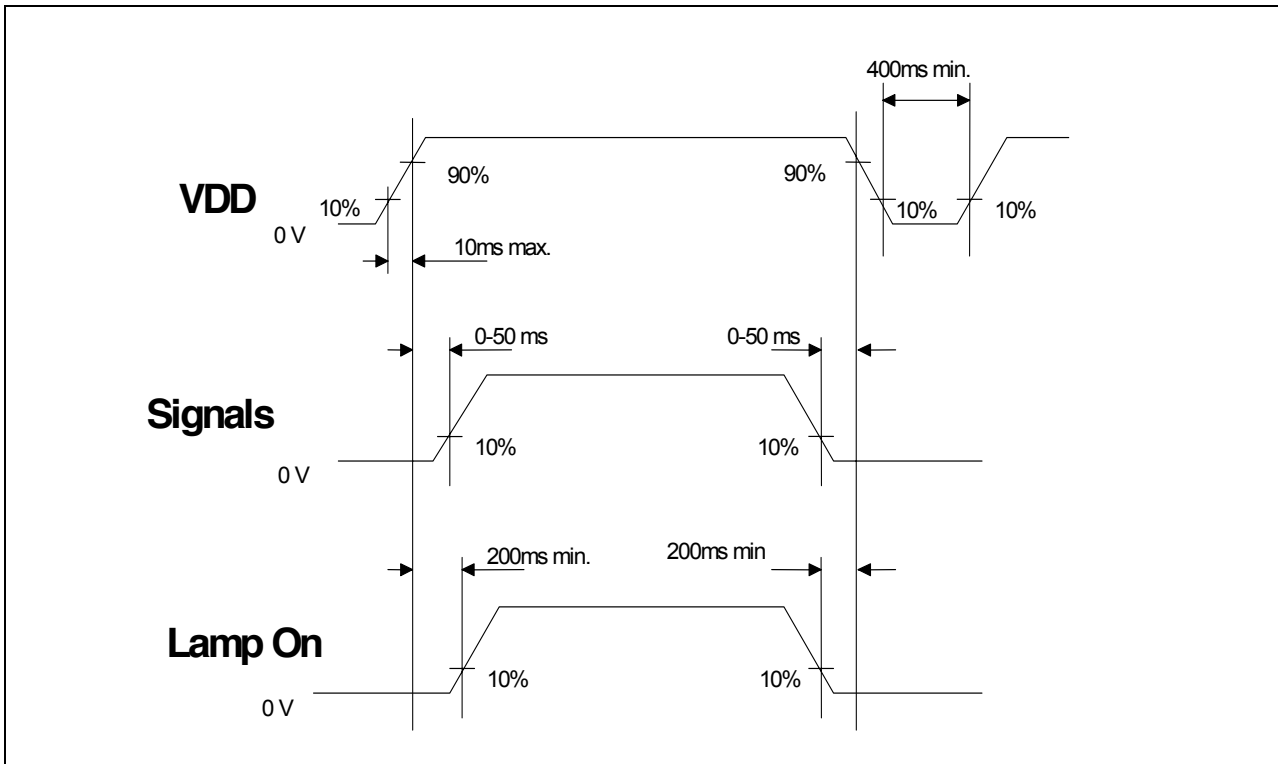 400ms min.
90%
90%
VDD
10%
10%
10%
0 V
10ms max.
0-50 ms
0-50 ms
Signals
10%
10%
0 V
200ms min.
200ms min
Lamp On
10%
10%
0 V